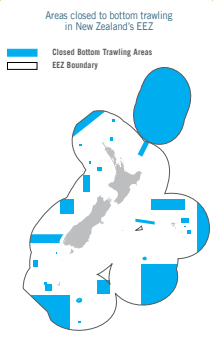 Areas closed to bottom trawling
in New Zealand's EEZ
Closed Bottom Trawling Areas
EEZ Boundary